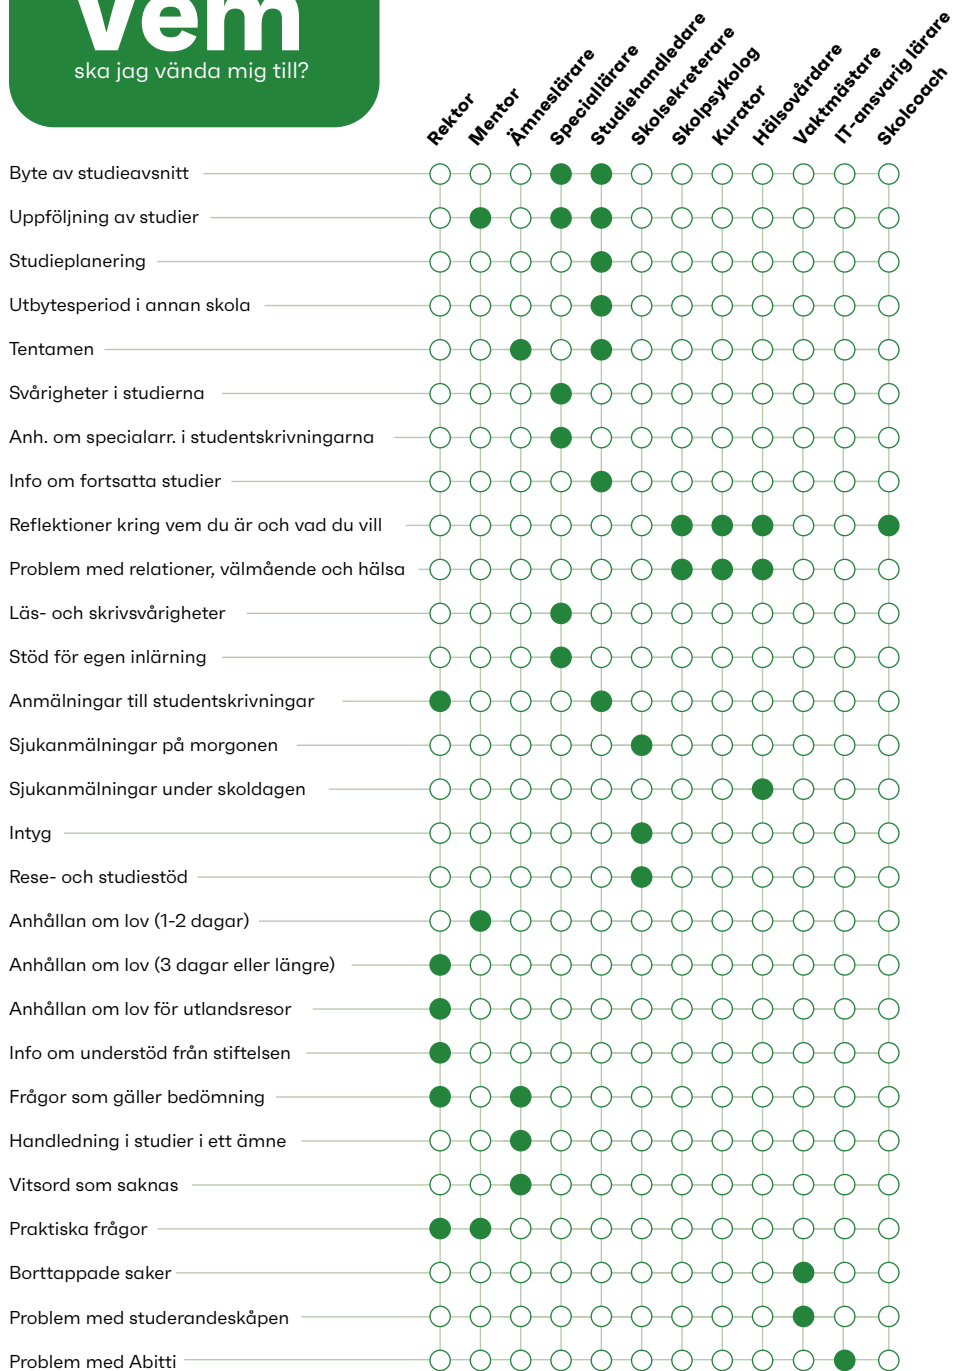 vem
ska jag vända mig till?
Rektor
Mentor
Ämneslärare
Speciallärare
Studiehandledare
Skolsekreterare
Skolpsykolog
Kurator
Hälsovårdare
Vaktmästare
IT-ansvarig lärare
Skolcoach
Byte av studieavsnitt
Uppföljning av studier
Studieplanering
Utbytesperiod i annan skola
Tentamen
Svårigheter i studierna
Anh. om specialarr. i studentskrivningarna
Info om fortsatta studier
Reflektioner kring vem du är och vad du vill
Problem med relationer, välmående och hälsa
Läs- och skrivsvårigheter
Stöd för egen inlärning
Anmälningar till studentskrivningar
Sjukanmälningar på morgonen
Sjukanmälningar under skoldagen
Intyg
Rese- och studiestöd
Anhållan om lov (1-2 dagar)
Anhållan om lov (3 dagar eller längre)
Anhållan om lov för utlandsresor
Info om understöd från stiftelsen
Frågor som gäller bedömning
Handledning i studier i ett ämne
Vitsord som saknas
Praktiska frågor
Borttappade saker
Problem med studerandeskåpen
Problem med Abitti